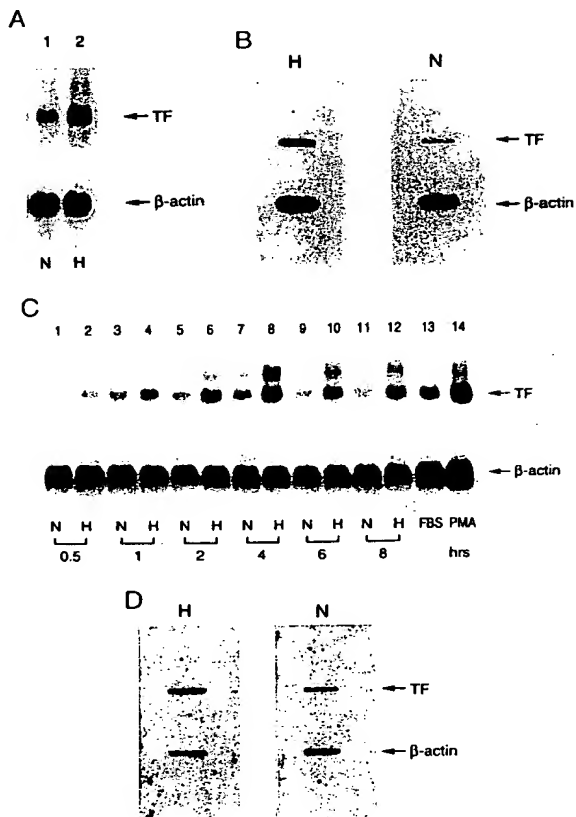 A
1 2
TF
β-actin
N H
B
H N
TF
β-actin
C
1 2 3 4 5 6 7 8 9 10 11 12 13 14
TF
β-actin
N H N H N H N H N H N H FBS PMA
0.5 1 2 4 6 8 hrs
D
H N
TF
β-actin